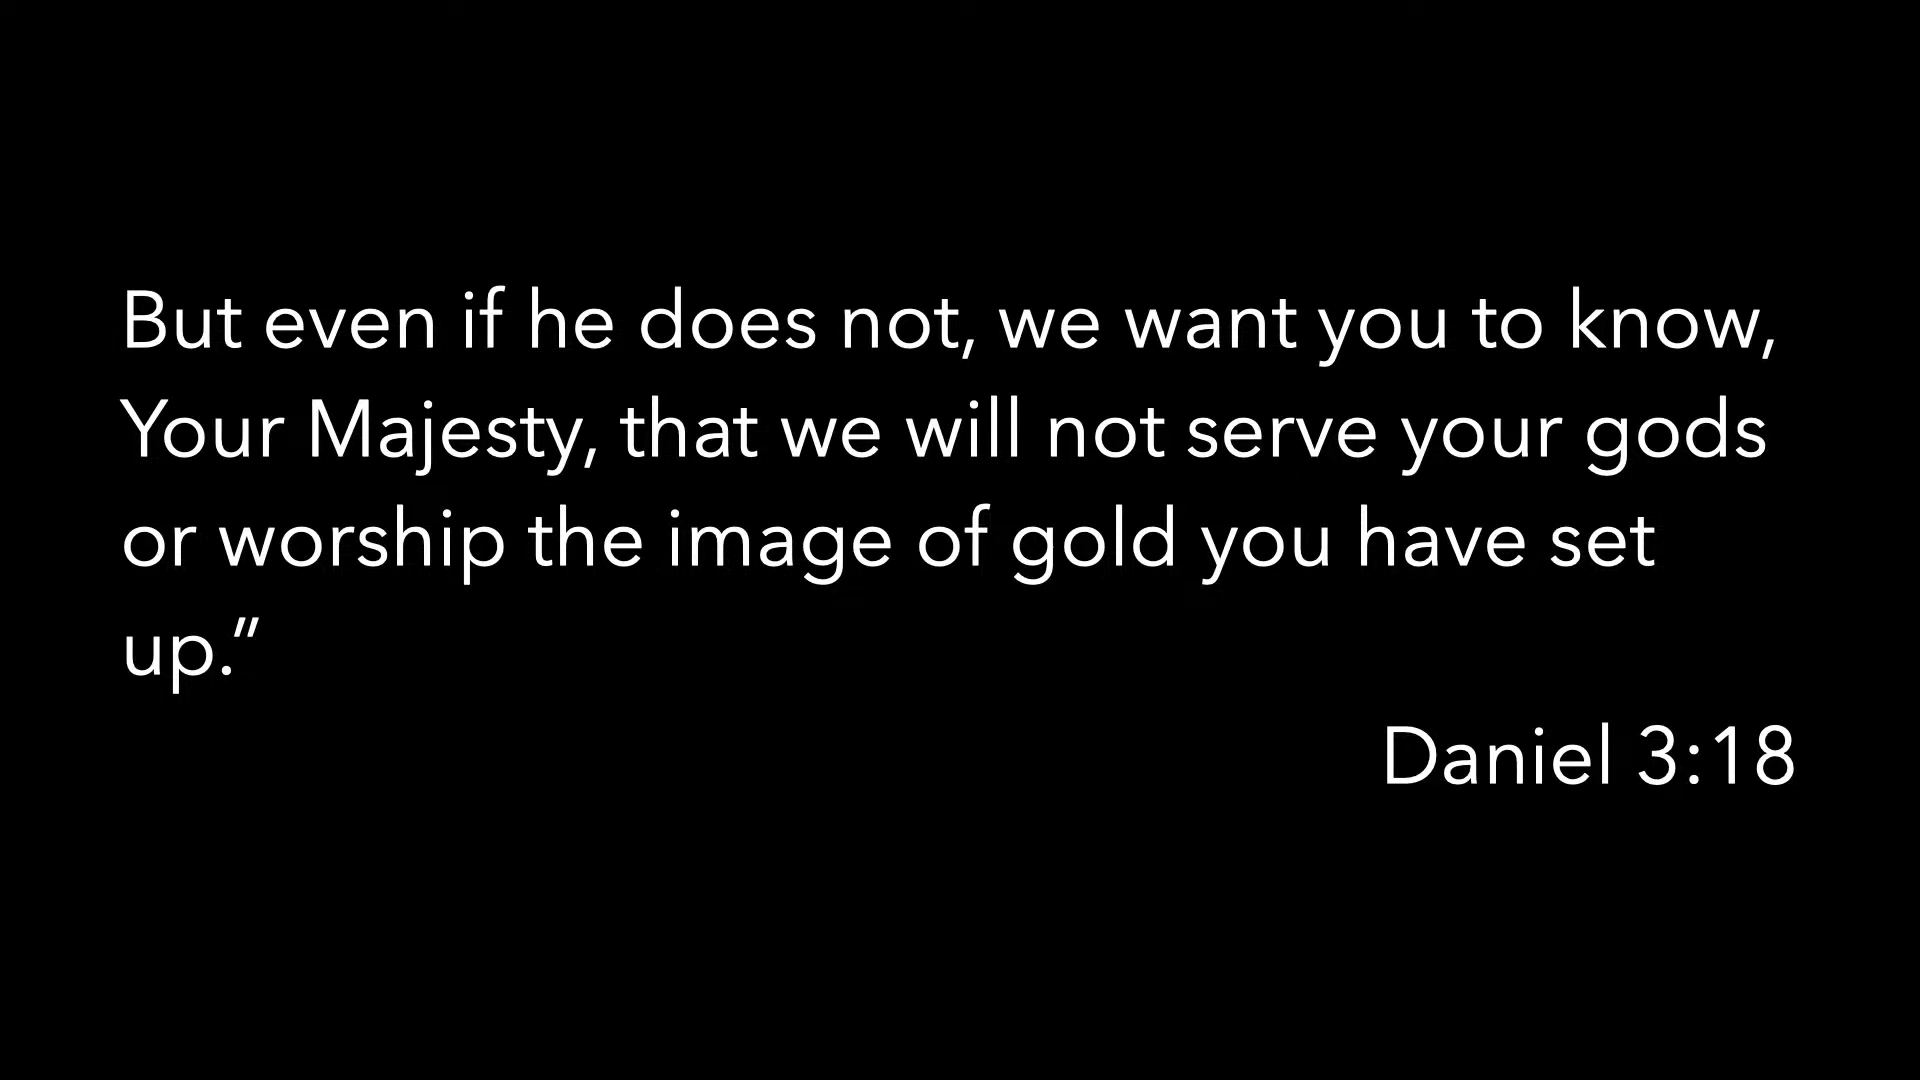 But even if he does not, we want you to know,
Your Majesty, that we will not serve your gods
or worship the image of gold you have set
up.”
Daniel 3:18